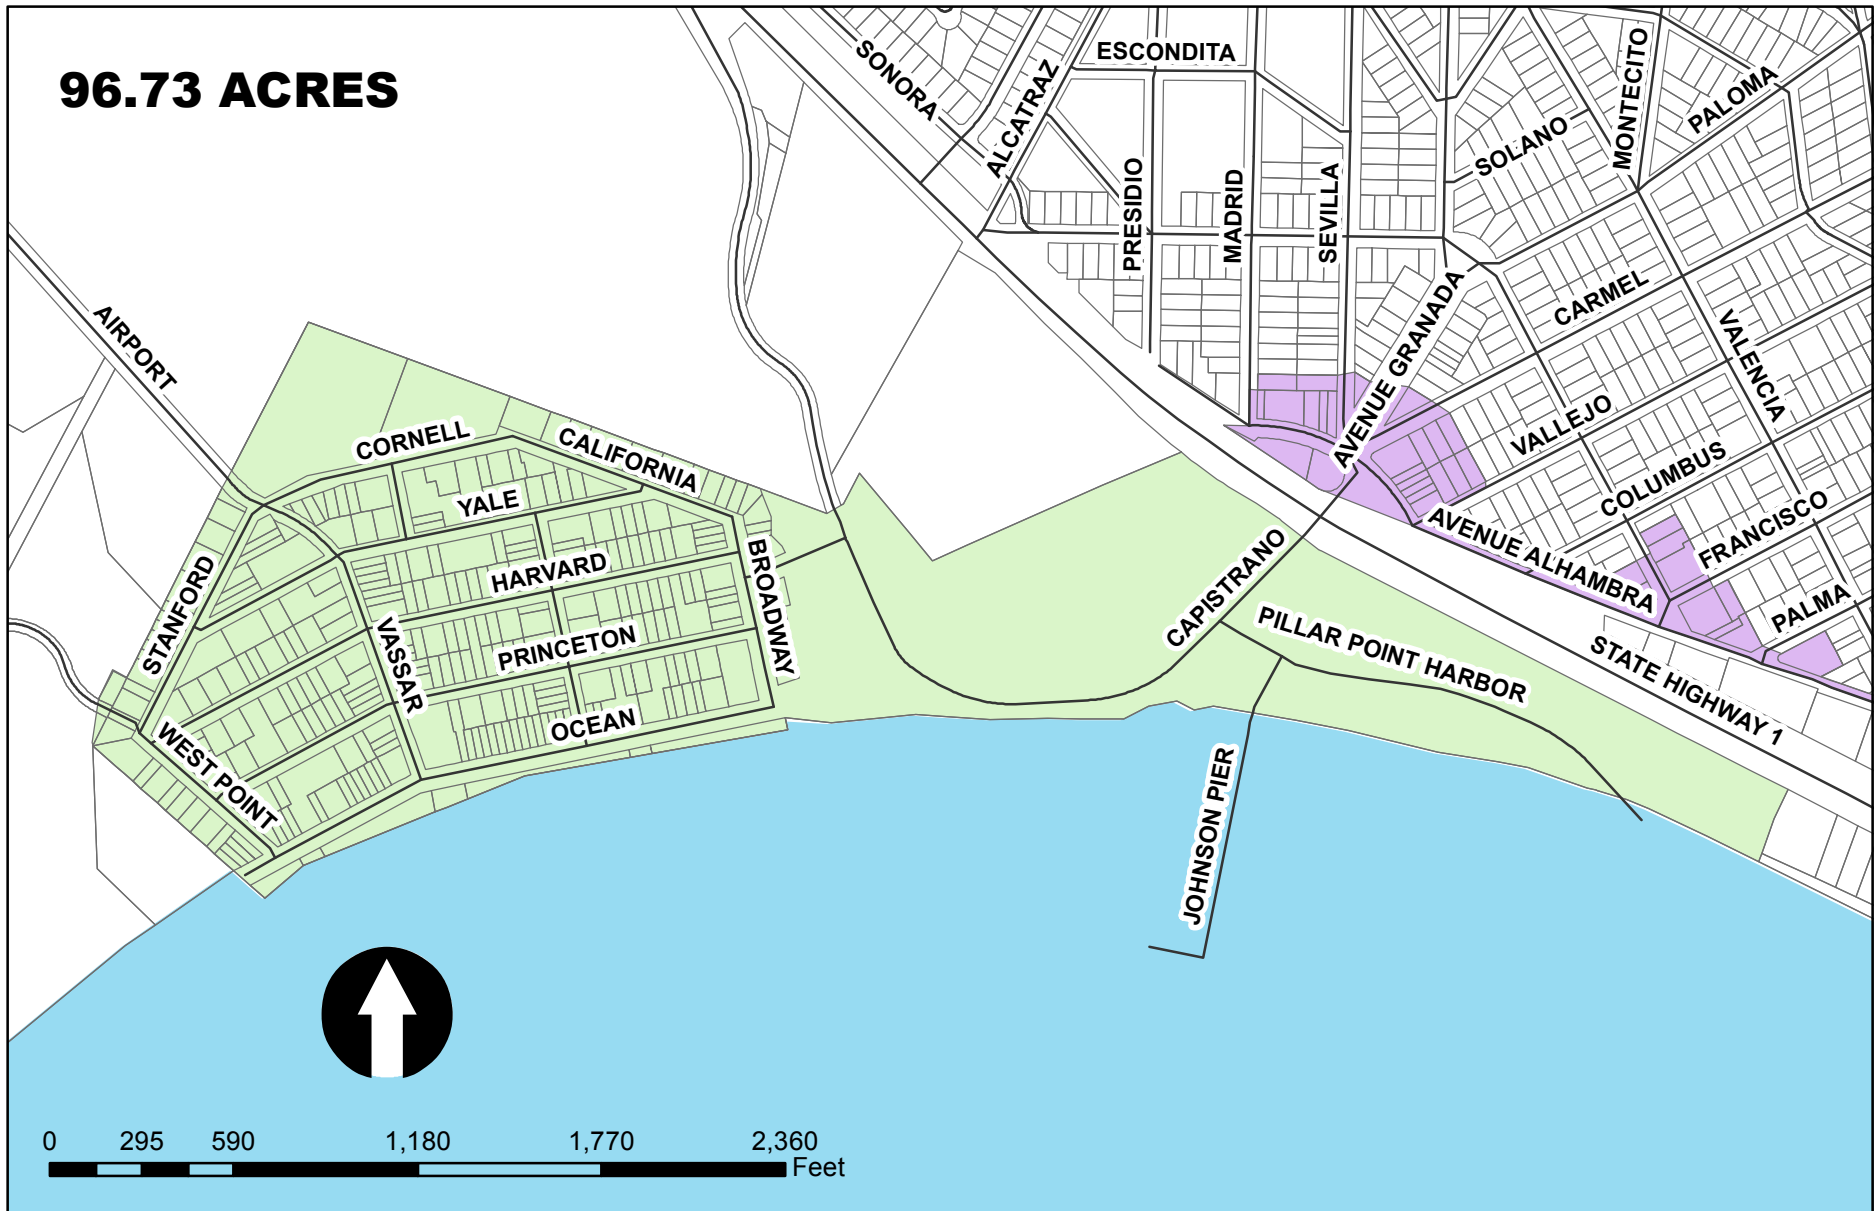 96.73 ACRES
SONORA
ESCONDITA
ALCATRAZ
PRESIDIO
MADRID
SEVILLA
SOLANO
MONTECITO
PALOMA
AIRPORT
AVENUE GRANADA
CARMEL
VALENCIA
VALLEJO
COLUMBUS
FRANCISCO
PALMA
AVENUE ALHAMBRA
STATE HIGHWAY 1
CORNELL
CALIFORNIA
YALE
HARVARD
BROADWAY
STANFORD
VASSAR
PRINCETON
OCEAN
WEST POINT
CAPISTRANO
PILLAR POINT HARBOR
JOHNSON PIER
0 295 590 1,180 1,770 2,360
Feet